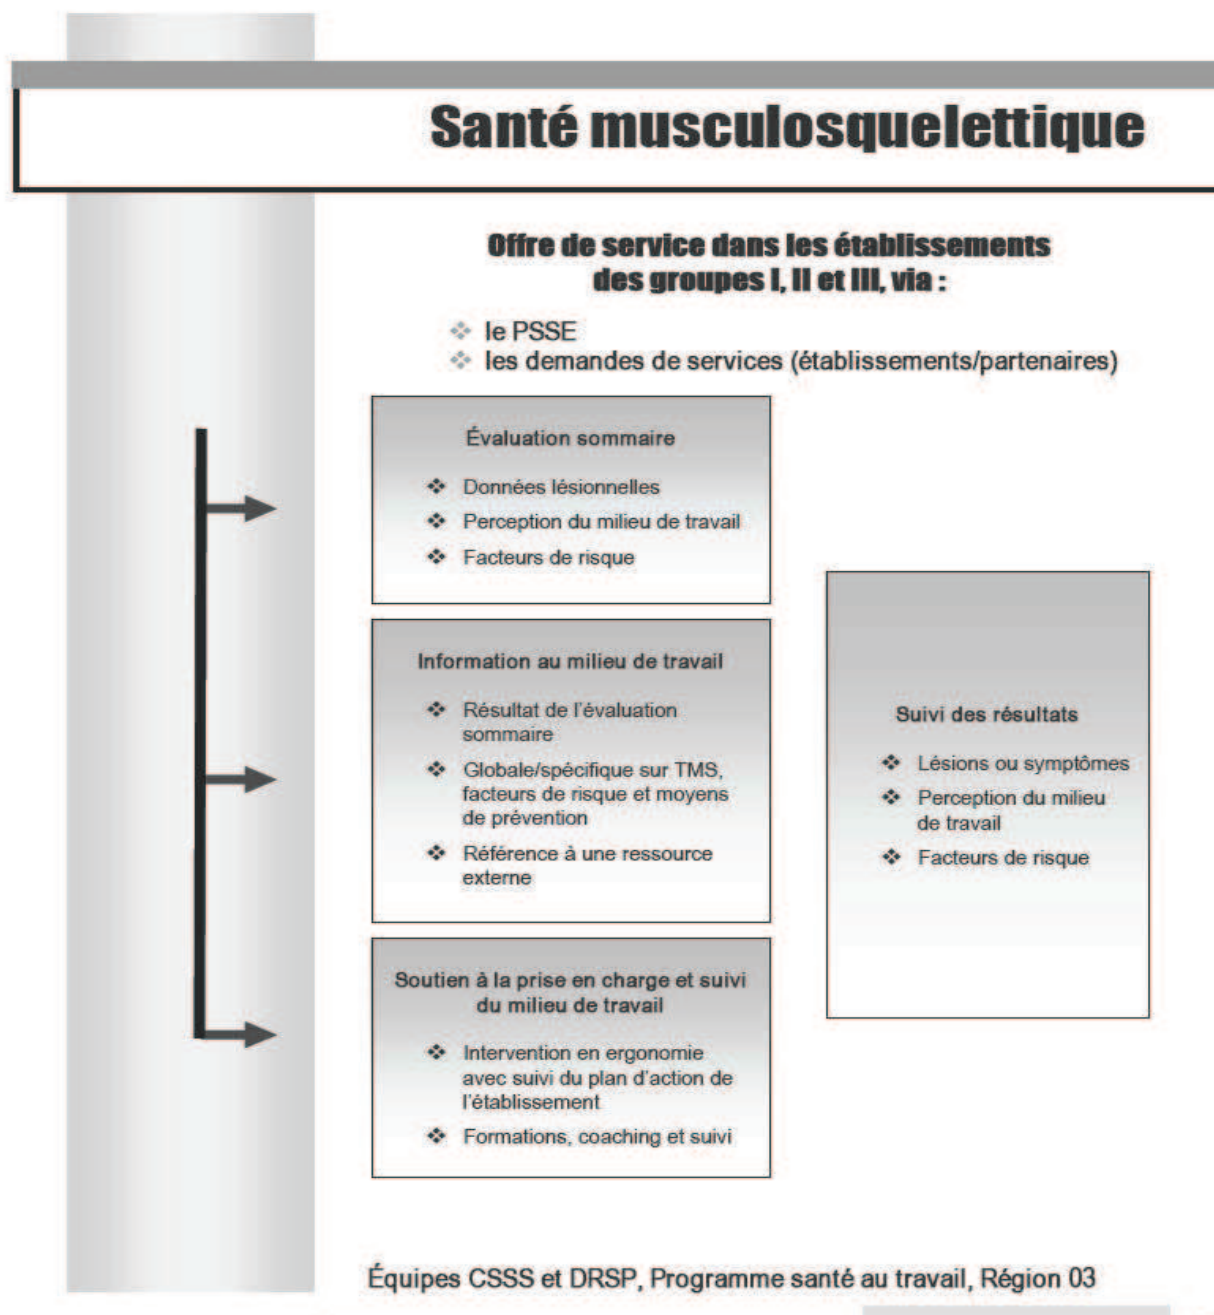 Santé musculosquelettique
Offre de service dans les établissements
des groupes I, II et III, via :
❖ le PSSE
❖ les demandes de services (établissements/partenaires)
Évaluation sommaire
❖ Données lésionnelles
❖ Perception du milieu de travail
❖ Facteurs de risque
Information au milieu de travail
❖ Résultat de l'évaluation
sommaire
❖ Globale/spécifique sur TMS,
facteurs de risque et moyens
de prévention
❖ Référence à une ressource
externe
Soutien à la prise en charge et suivi
du milieu de travail
❖ Intervention en ergonomie
avec suivi du plan d'action de
l'établissement
❖ Formations, coaching et suivi
Suivi des résultats
❖ Lésions ou symptômes
❖ Perception du milieu
de travail
❖ Facteurs de risque
Équipes CSSS et DRSP, Programme santé au travail, Région 03